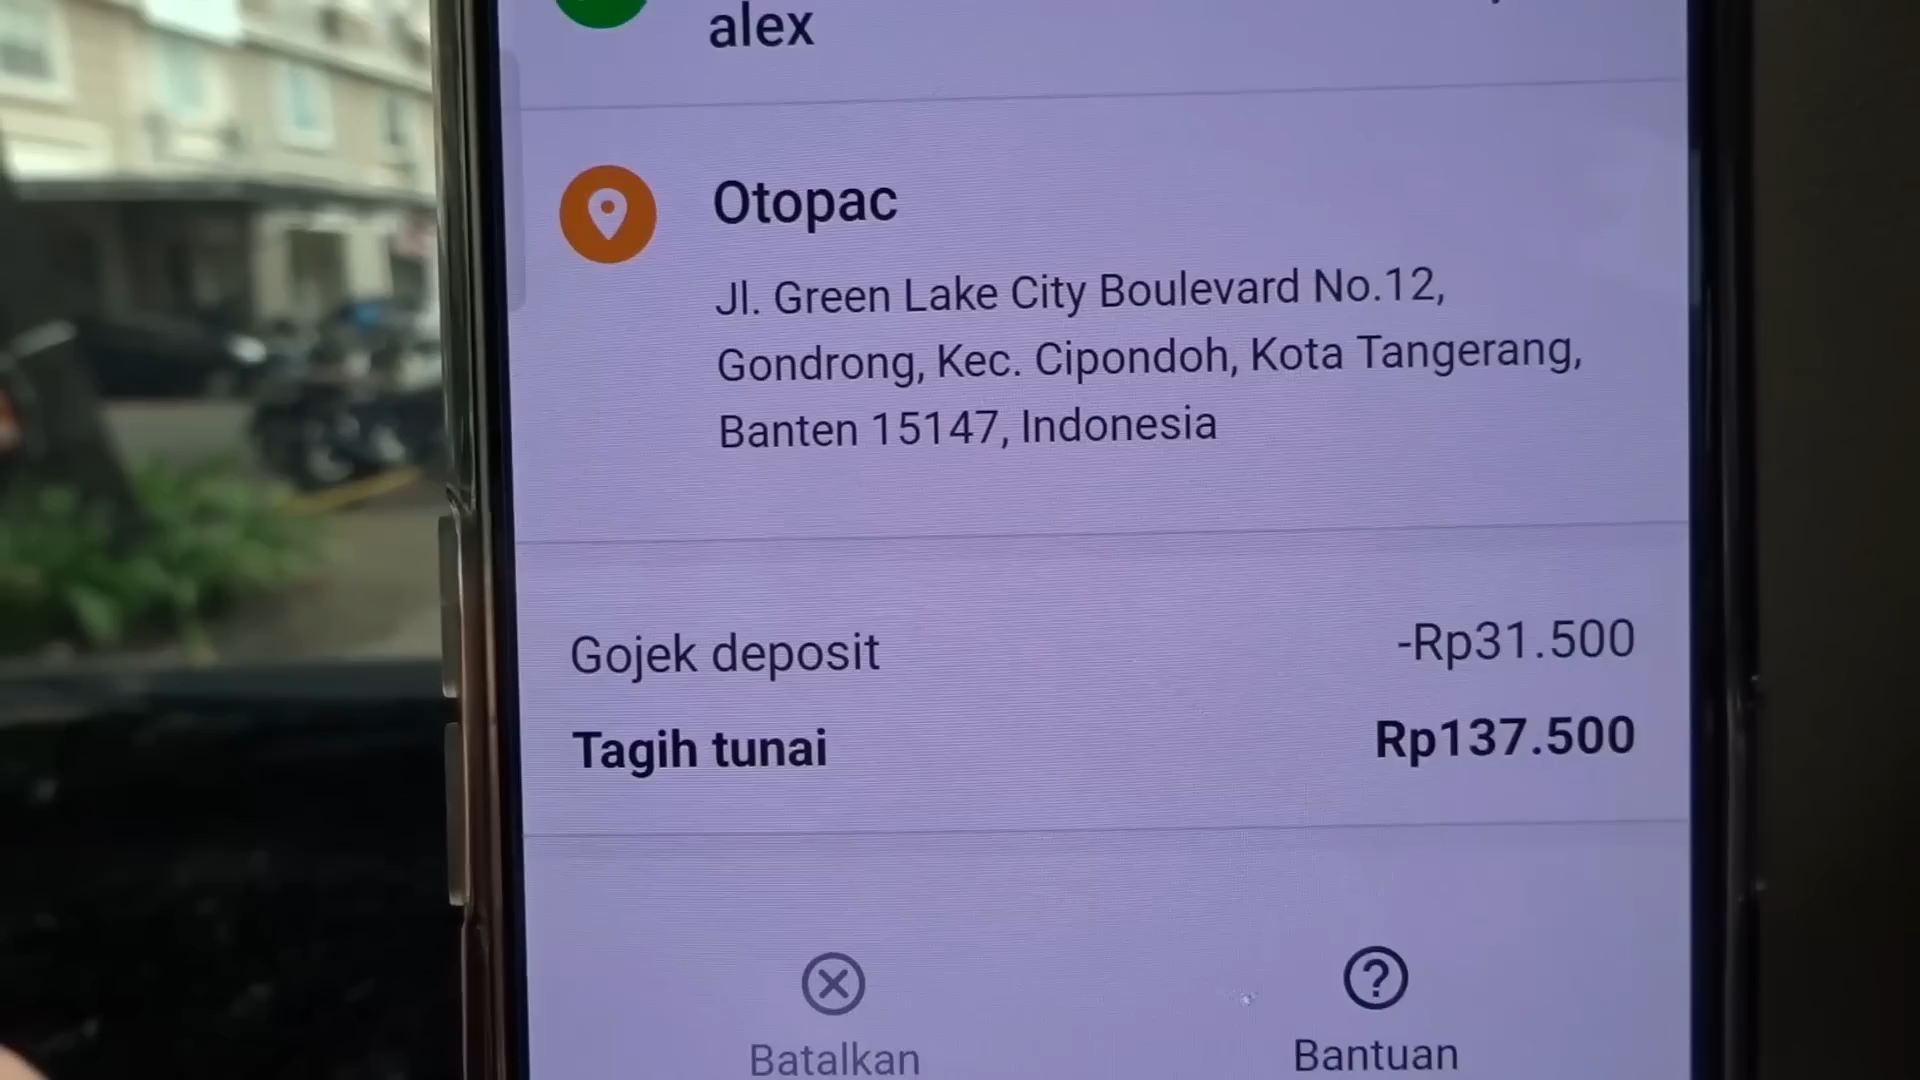 alex
Otopac
Jl. Green Lake City Boulevard No.12,
Gondrong, Kec. Cipondoh, Kota Tangerang,
Banten 15147, Indonesia
Gojek deposit -Rp31.500
Tagih tunai Rp137.500
Batalkan Bantuan